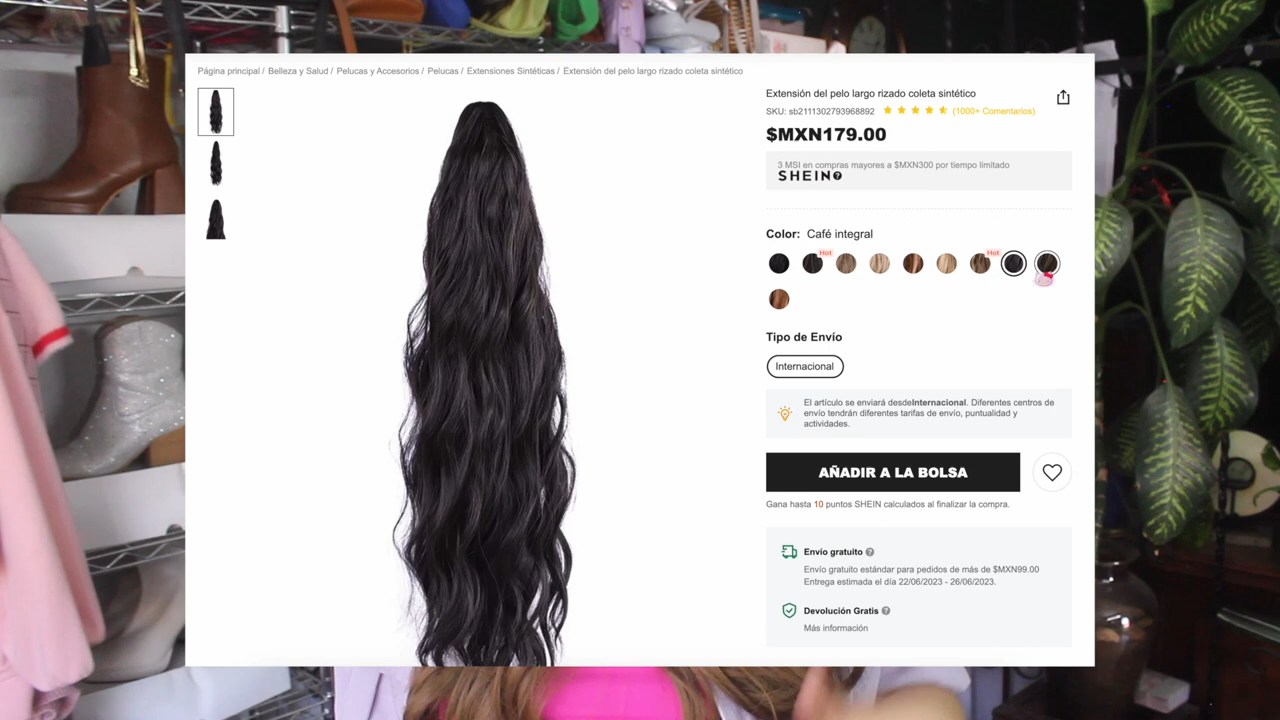 Página principal / Belleza y Salud / Pelucas y Accesorios / Pelucas / Extensiones Sintéticas / Extensión del pelo largo rizado coleta sintético
Extensión del pelo largo rizado coleta sintético
SKU: sb2111302793968892 (1000+ Comentarios)
$MXN179.00
3 MSI en compras mayores a $MXN300 por tiempo limitado
SHEIN?
Color: Café integral
Hot Hot
Tipo de Envío
Internacional
El artículo se enviará desdeInternacional. Diferentes centros de
envío tendrán diferentes tarifas de envío, puntualidad y
actividades.
AÑADIR A LA BOLSA
Gana hasta 10 puntos SHEIN calculados al finalizar la compra.
Envío gratuito ?
Envío gratuito estándar para pedidos de más de $MXN99.00
Entrega estimada el día 22/06/2023 - 26/06/2023.
Devolución Gratis ?
Más información